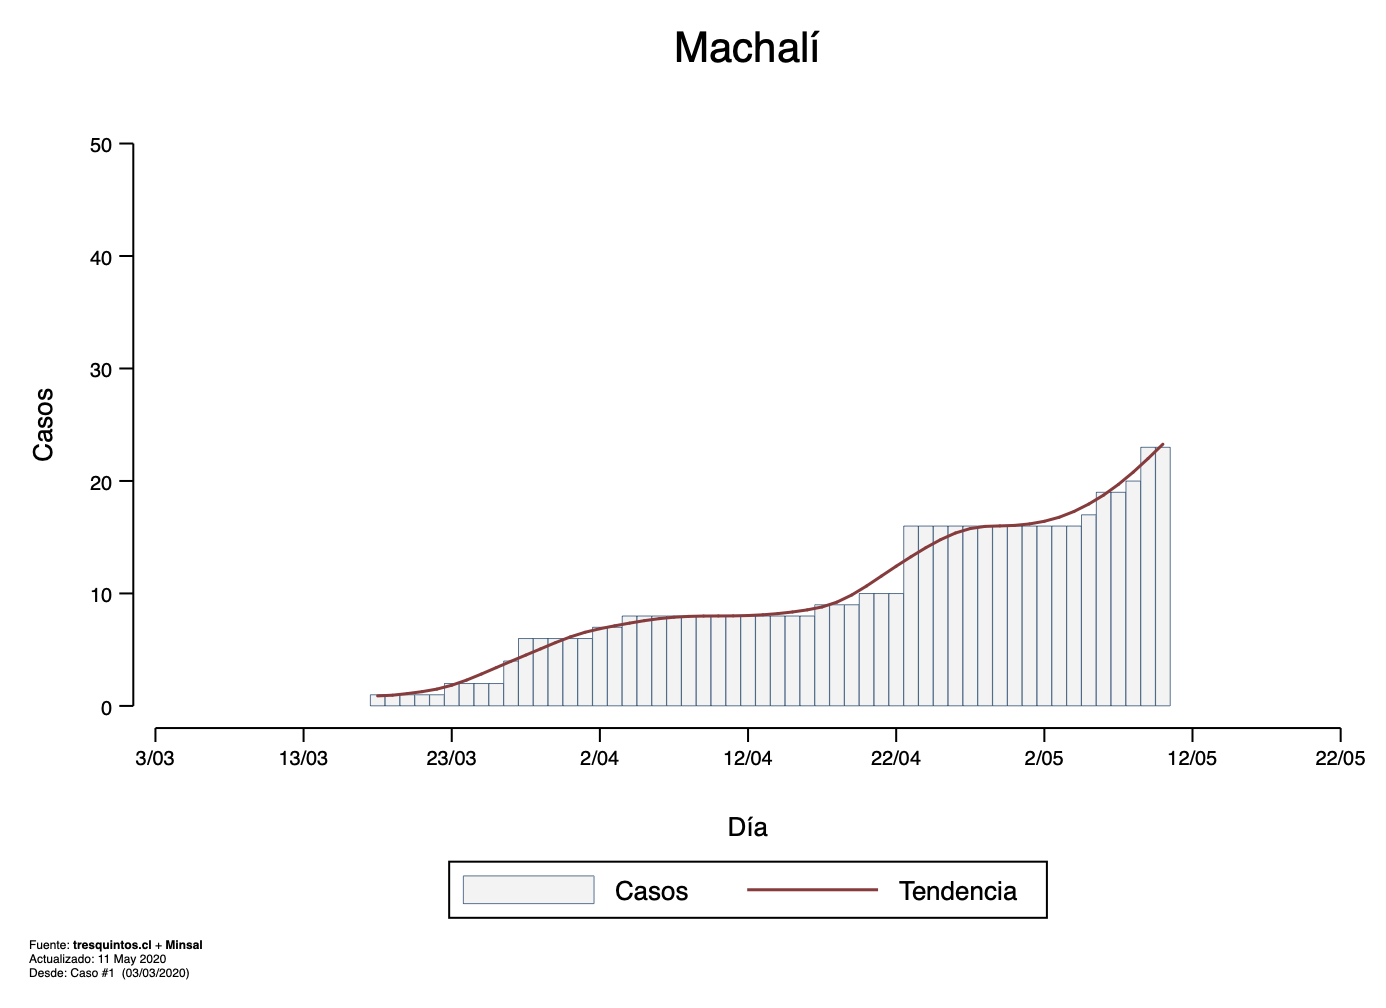 Machalí
50
40
30
20
10
0
Casos
3/03 13/03 23/03 2/04 12/04 22/04 2/05 12/05 22/05
Día
Casos Tendencia
Fuente: tresquintos.cl + Minsal
Actualizado: 11 May 2020
Desde: Caso #1 (03/03/2020)